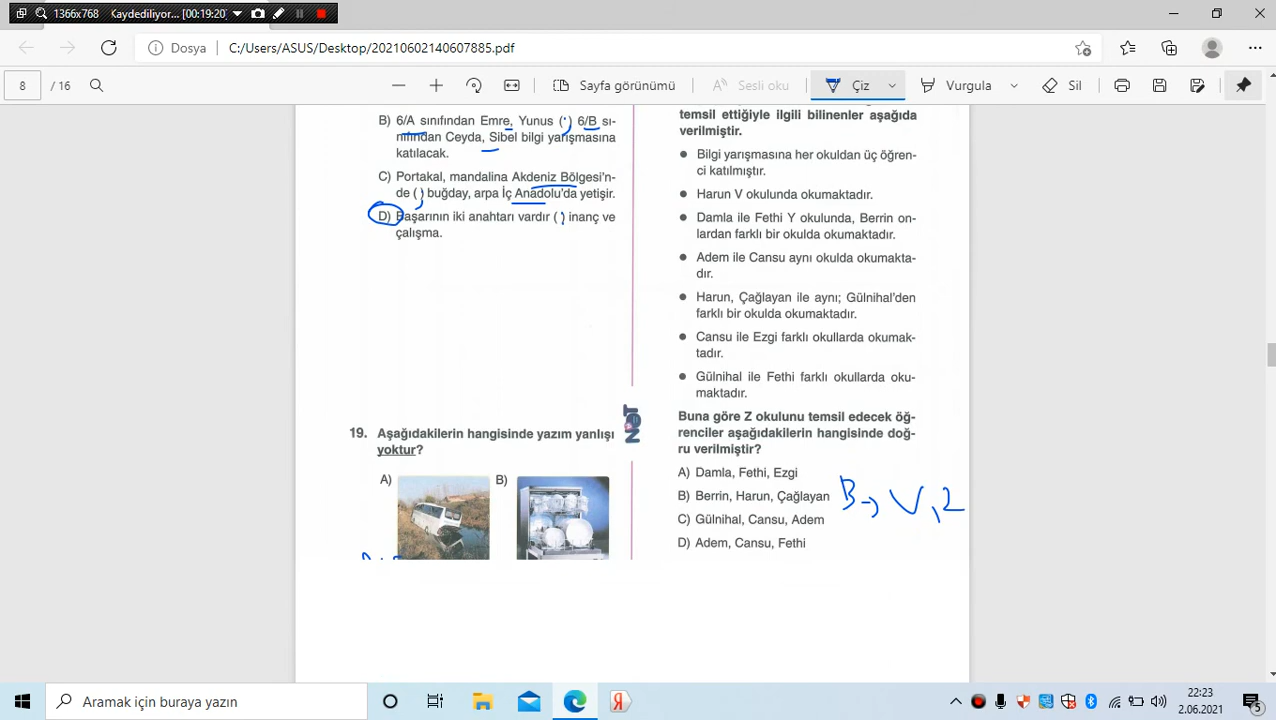 1366x768 Kaydediliyor... [00:19:20]
Dosya C:/Users/ASUS/Desktop/20210602140607885.pdf
8 / 16 Sayfa görünümü Sesli oku Çiz Vurgula Sil
B) 6/A sınıfından Emre, Yunus ( ) 6/B sı-
nıfından Ceyda, Sibel bilgi yarışmasına
katılacak.
C) Portakal, mandalina Akdeniz Bölgesi'n-
de ( ) buğday, arpa İç Anadolu'da yetişir.
D) Başarının iki anahtarı vardır ( ) inanç ve
çalışma.
19. Aşağıdakilerin hangisinde yazım yanlışı
yoktur?
A) B)
NET
temsil ettiğiyle ilgili bilinenler aşağıda
verilmiştir.
● Bilgi yarışmasına her okuldan üç öğren-
ci katılmıştır.
● Harun V okulunda okumaktadır.
● Damla ile Fethi Y okulunda, Berrin on-
lardan farklı bir okulda okumaktadır.
● Adem ile Cansu aynı okulda okumakta-
dır.
● Harun, Çağlayan ile aynı; Gülnihal'den
farklı bir okulda okumaktadır.
● Cansu ile Ezgi farklı okullarda okumak-
tadır.
● Gülnihal ile Fethi farklı okullarda oku-
maktadır.
Buna göre Z okulunu temsil edecek öğ-
renciler aşağıdakilerin hangisinde doğ-
ru verilmiştir?
A) Damla, Fethi, Ezgi
B) Berrin, Harun, Çağlayan
C) Gülnihal, Cansu, Adem
D) Adem, Cansu, Fethi
B → V, 2
Aramak için buraya yazın
22:23
2.06.2021
5